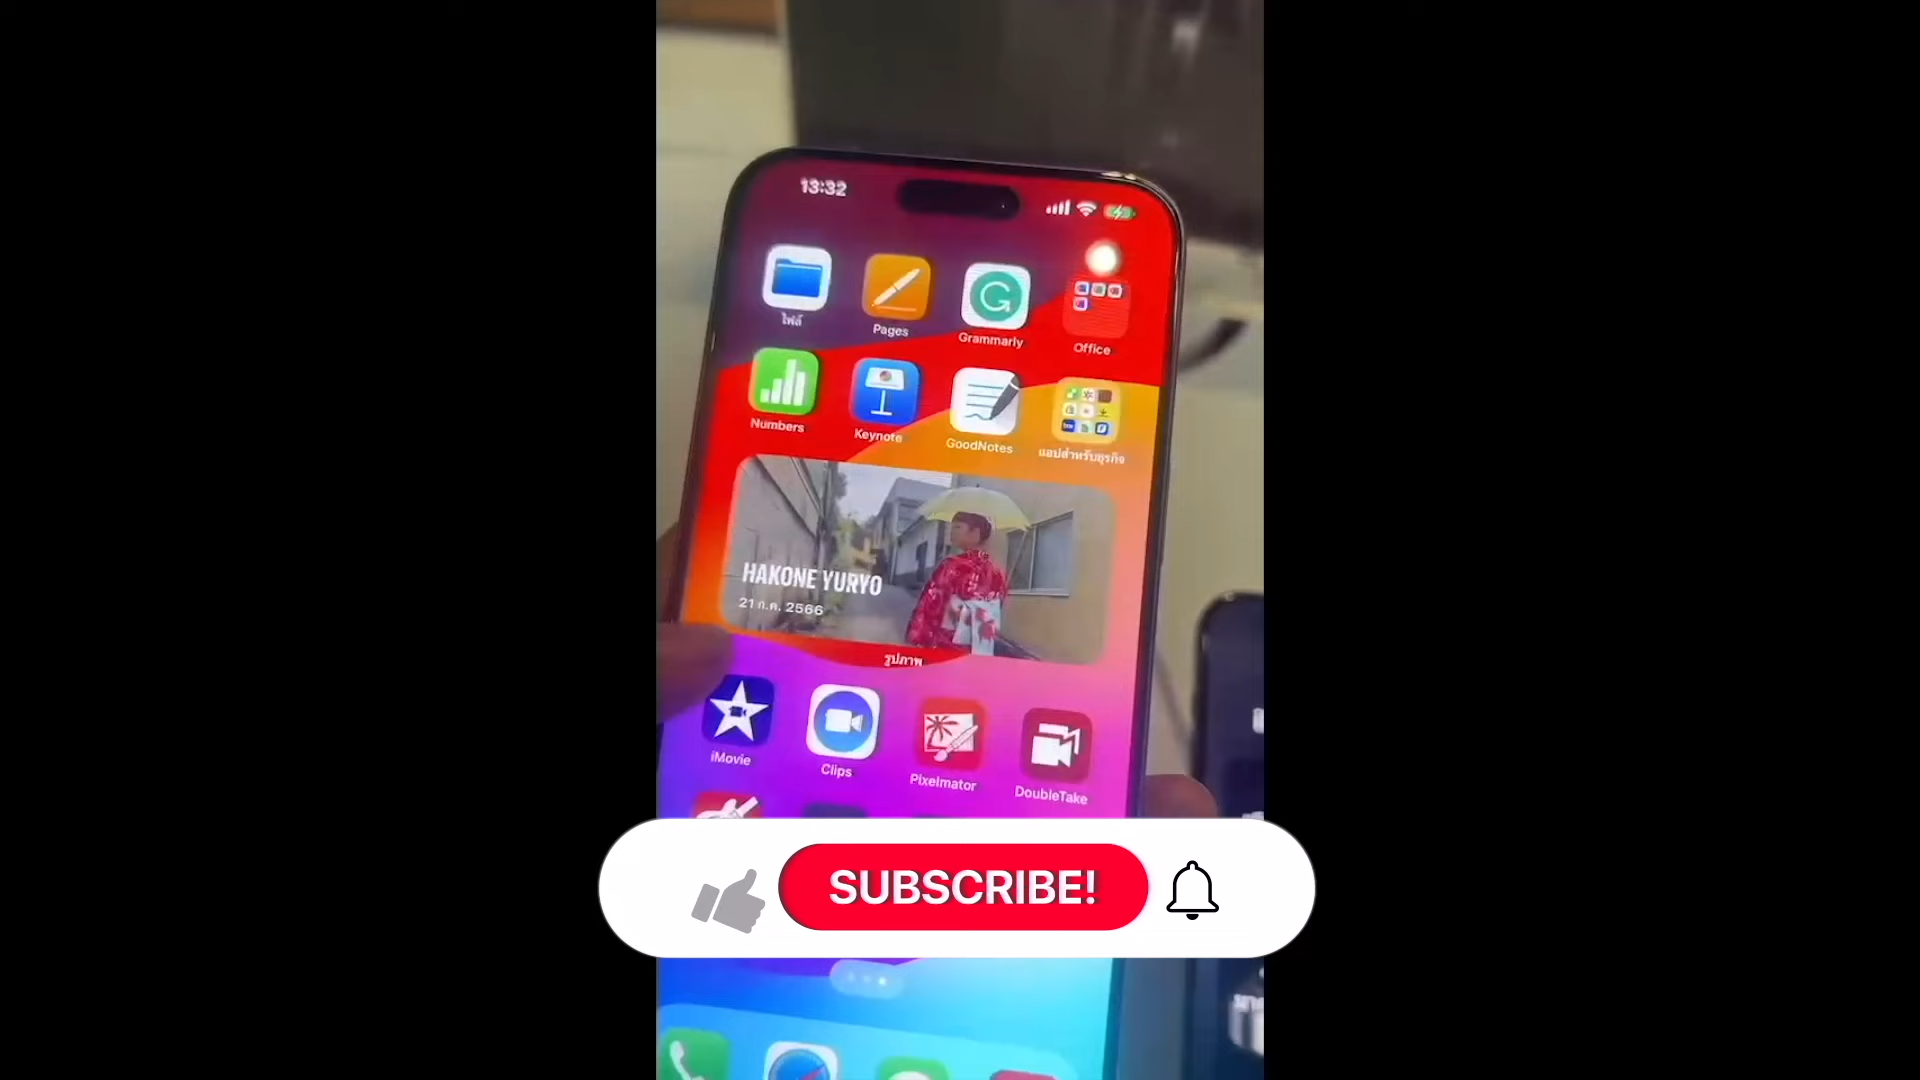 13:32
ไฟล์
Pages
Grammarly
Office
Numbers
Keynote
GoodNotes
แอปสำหรับธุรกิจ
HAKONE YURYO
21 ก.ค. 2566
รูปภาพ
iMovie
Clips
Pixelmator
DoubleTake
SUBSCRIBE!